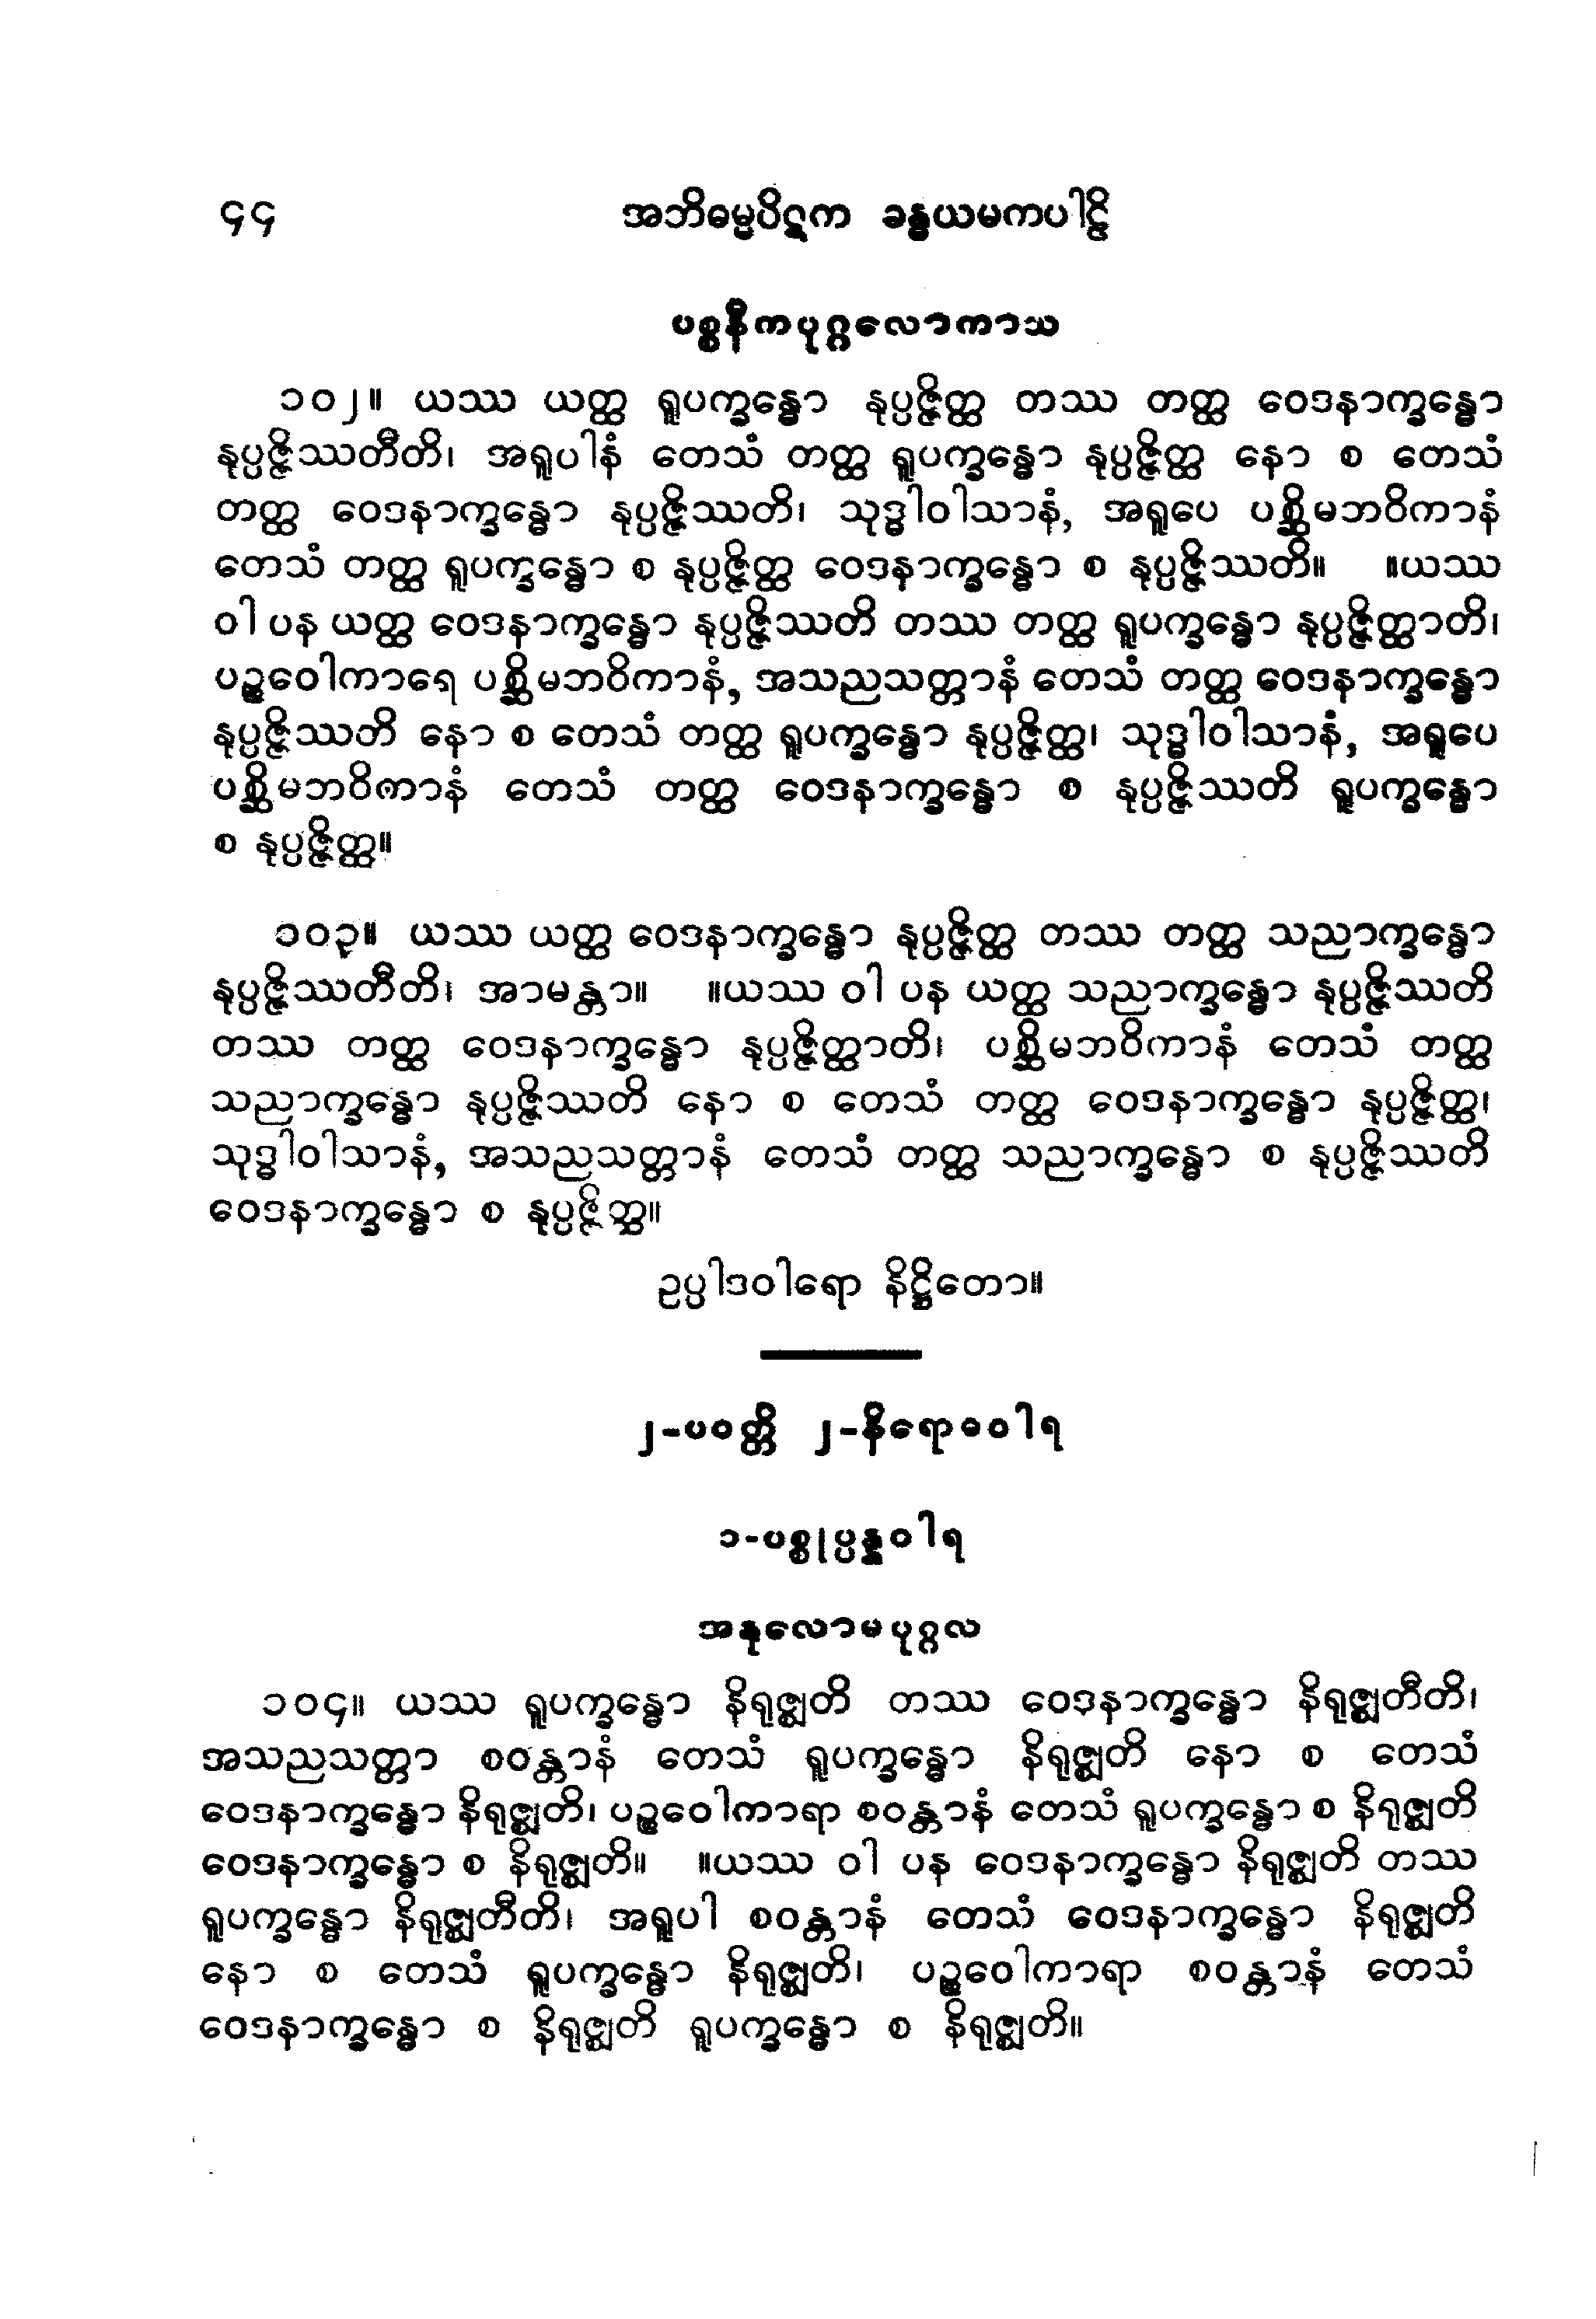 ၄၄ အဘိဓမ္မပိဋက ခန္ဓယမကပါဠိ
ပစ္စနီကပုဂ္ဂလောကာသ
၁၀၂။ ယဿ ယတ္ထ ရူပက္ခန္ဓော နုပ္ပဇ္ဇိတ္ထ တဿ တတ္ထ ဝေဒနာက္ခန္ဓော
နုပ္ပဇ္ဇိဿတီတိ၊ အရူပါနံ တေသံ တတ္ထ ရူပက္ခန္ဓော နုပ္ပဇ္ဇိတ္ထ နော စ တေသံ
တတ္ထ ဝေဒနာက္ခန္ဓော နုပ္ပဇ္ဇိဿတိ၊ သုဒ္ဓါဝါသာနံ, အရူပေ ပစ္ဆိမဘဝိကာနံ
တေသံ တတ္ထ ရူပက္ခန္ဓော စ နုပ္ပဇ္ဇိတ္ထ ဝေဒနာက္ခန္ဓော စ နုပ္ပဇ္ဇိဿတိ။ ။ယဿ
ဝါ ပန ယတ္ထ ဝေဒနာက္ခန္ဓော နုပ္ပဇ္ဇိဿတိ တဿ တတ္ထ ရူပက္ခန္ဓော နုပ္ပဇ္ဇိတ္ထာတိ၊
ပဉ္စဝေါကာရေ ပစ္ဆိမဘဝိကာနံ, အသညသတ္တာနံ တေသံ တတ္ထ ဝေဒနာက္ခန္ဓော
နုပ္ပဇ္ဇိဿတိ နော စ တေသံ တတ္ထ ရူပက္ခန္ဓော နုပ္ပဇ္ဇိတ္ထ၊ သုဒ္ဓါဝါသာနံ, အရူပေ
ပစ္ဆိမဘဝိကာနံ တေသံ တတ္ထ ဝေဒနာက္ခန္ဓော စ နုပ္ပဇ္ဇိဿတိ ရူပက္ခန္ဓော
စ နုပ္ပဇ္ဇိတ္ထ။
၁၀၃။ ယဿ ယတ္ထ ဝေဒနာက္ခန္ဓော နုပ္ပဇ္ဇိတ္ထ တဿ တတ္ထ သညာက္ခန္ဓော
နုပ္ပဇ္ဇိဿတီတိ၊ အာမန္တာ။ ။ယဿ ဝါ ပန ယတ္ထ သညာက္ခန္ဓော နုပ္ပဇ္ဇိဿတိ
တဿ တတ္ထ ဝေဒနာက္ခန္ဓော နုပ္ပဇ္ဇိတ္ထာတိ၊ ပစ္ဆိမဘဝိကာနံ တေသံ တတ္ထ
သညာက္ခန္ဓော နုပ္ပဇ္ဇိဿတိ နော စ တေသံ တတ္ထ ဝေဒနာက္ခန္ဓော နုပ္ပဇ္ဇိတ္ထ၊
သုဒ္ဓါဝါသာနံ, အသညသတ္တာနံ တေသံ တတ္ထ သညာက္ခန္ဓော စ နုပ္ပဇ္ဇိဿတိ
ဝေဒနာက္ခန္ဓော စ နုပ္ပဇ္ဇိတ္ထ။
ဥပ္ပါဒဝါရော နိဋ္ဌိတော။
၂-ပဝတ္တိ ၂-နိရောဓဝါရ
၁-ပစ္စုပ္ပန္နဝါရ
အနုလောမပုဂ္ဂလ
၁၀၄။ ယဿ ရူပက္ခန္ဓော နိရုဇ္ဈတိ တဿ ဝေဒနာက္ခန္ဓော နိရုဇ္ဈတီတိ၊
အသညသတ္တာ စဝန္တာနံ တေသံ ရူပက္ခန္ဓော နိရုဇ္ဈတိ နော စ တေသံ
ဝေဒနာက္ခန္ဓော နိရုဇ္ဈတိ၊ ပဉ္စဝေါကာရာ စဝန္တာနံ တေသံ ရူပက္ခန္ဓော စ နိရုဇ္ဈတိ
ဝေဒနာက္ခန္ဓော စ နိရုဇ္ဈတိ။ ။ယဿ ဝါ ပန ဝေဒနာက္ခန္ဓော နိရုဇ္ဈတိ တဿ
ရူပက္ခန္ဓော နိရုဇ္ဈတီတိ၊ အရူပါ စဝန္တာနံ တေသံ ဝေဒနာက္ခန္ဓော နိရုဇ္ဈတိ
နော စ တေသံ ရူပက္ခန္ဓော နိရုဇ္ဈတိ၊ ပဉ္စဝေါကာရာ စဝန္တာနံ တေသံ
ဝေဒနာက္ခန္ဓော စ နိရုဇ္ဈတိ ရူပက္ခန္ဓော စ နိရုဇ္ဈတိ။